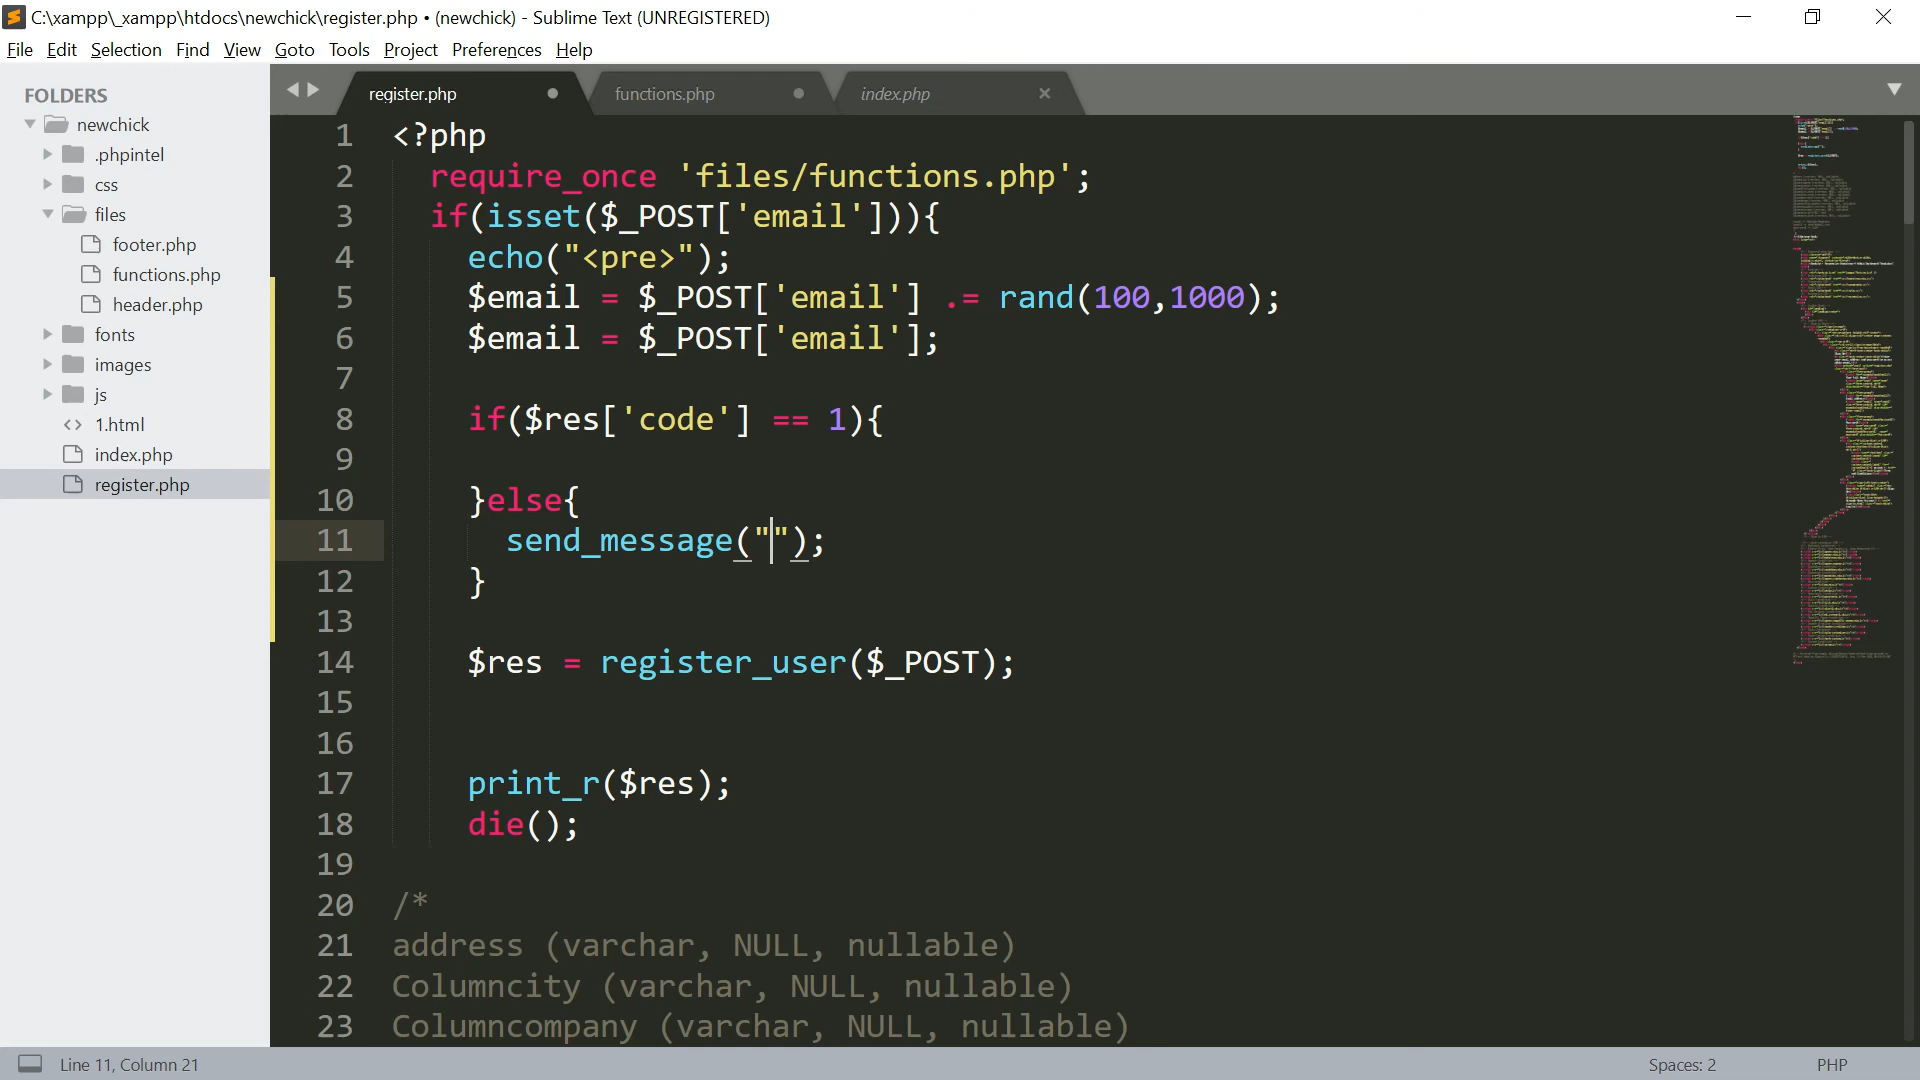 C:\xampp\_xampp\htdocs\newchick\register.php • (newchick) - Sublime Text (UNREGISTERED)
File Edit Selection Find View Goto Tools Project Preferences Help
FOLDERS
newchick
.phpintel
css
files
footer.php
functions.php
header.php
fonts
images
js
<> 1.html
index.php
register.php
register.php functions.php index.php
1 <?php
2 require_once 'files/functions.php';
3 if(isset($_POST['email'])){
4 echo("<pre>");
5 $email = $_POST['email'] .= rand(100,1000);
6 $email = $_POST['email'];
7
8 if($res['code'] == 1){
9
10 }else{
11 send_message("");
12 }
13
14 $res = register_user($_POST);
15
16
17 print_r($res);
18 die();
19
20 /*
21 address (varchar, NULL, nullable)
22 Columncity (varchar, NULL, nullable)
23 Columncompany (varchar, NULL, nullable)
Line 11, Column 21 Spaces: 2 PHP